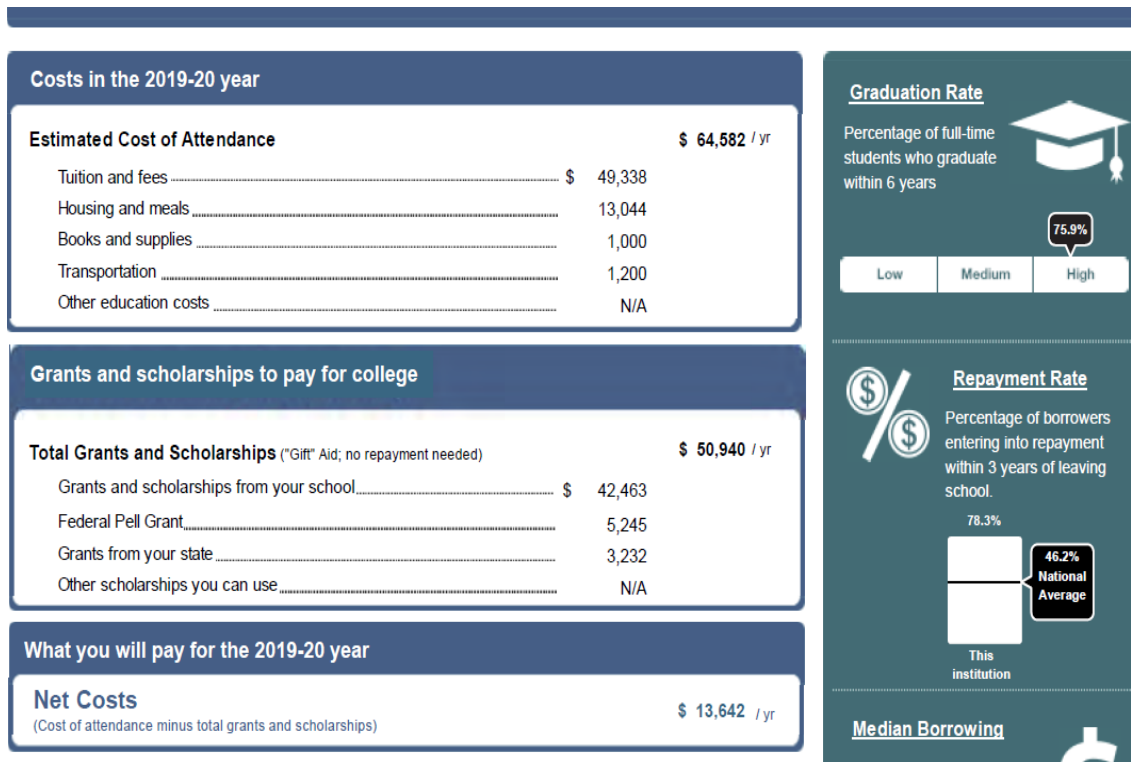 Costs in the 2019-20 year
Estimated Cost of Attendance $ 64,582 / yr
Tuition and fees $ 49,338
Housing and meals 13,044
Books and supplies 1,000
Transportation 1,200
Other education costs N/A
Grants and scholarships to pay for college
Total Grants and Scholarships ("Gift" Aid; no repayment needed) $ 50,940 / yr
Grants and scholarships from your school $ 42,463
Federal Pell Grant 5,245
Grants from your state 3,232
Other scholarships you can use N/A
What you will pay for the 2019-20 year
Net Costs
(Cost of attendance minus total grants and scholarships)
$ 13,642 / yr
Graduation Rate
Percentage of full-time
students who graduate
within 6 years
75.9%
Low Medium High
Repayment Rate
Percentage of borrowers
entering into repayment
within 3 years of leaving
school.
78.3%
46.2%
National
Average
This
institution
Median Borrowing